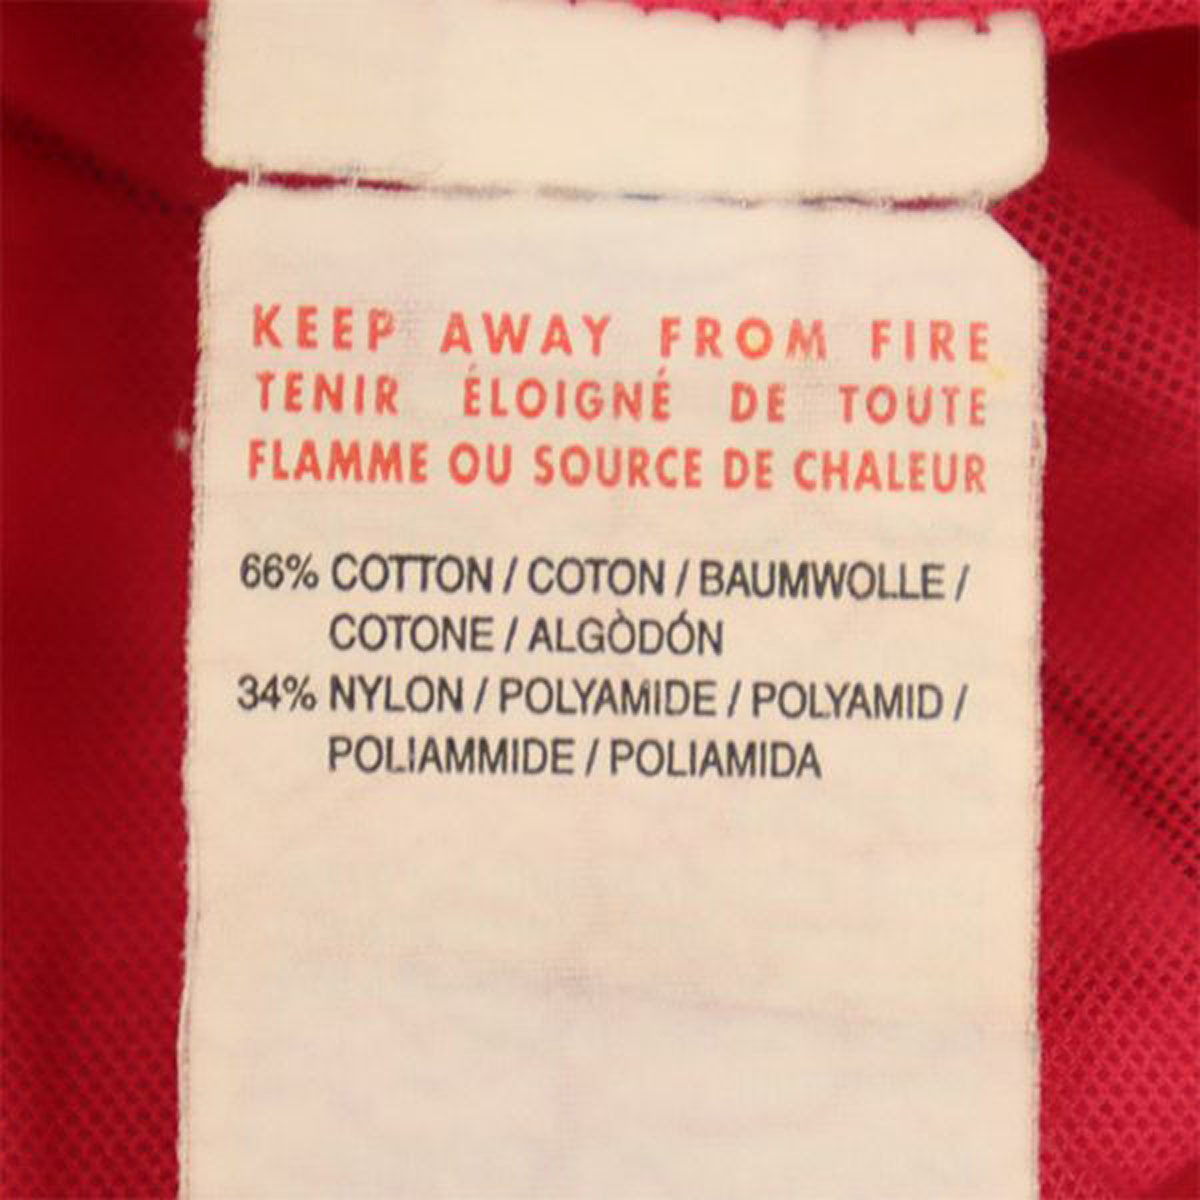 KEEP AWAY FROM FIRE
TENIR ÉLOIGNÉ DE TOUTE
FLAMME OU SOURCE DE CHALEUR
66% COTTON / COTON / BAUMWOLLE /
COTONE / ALGÒDÓN
34% NYLON / POLYAMIDE / POLYAMID /
POLIAMMIDE / POLIAMIDA